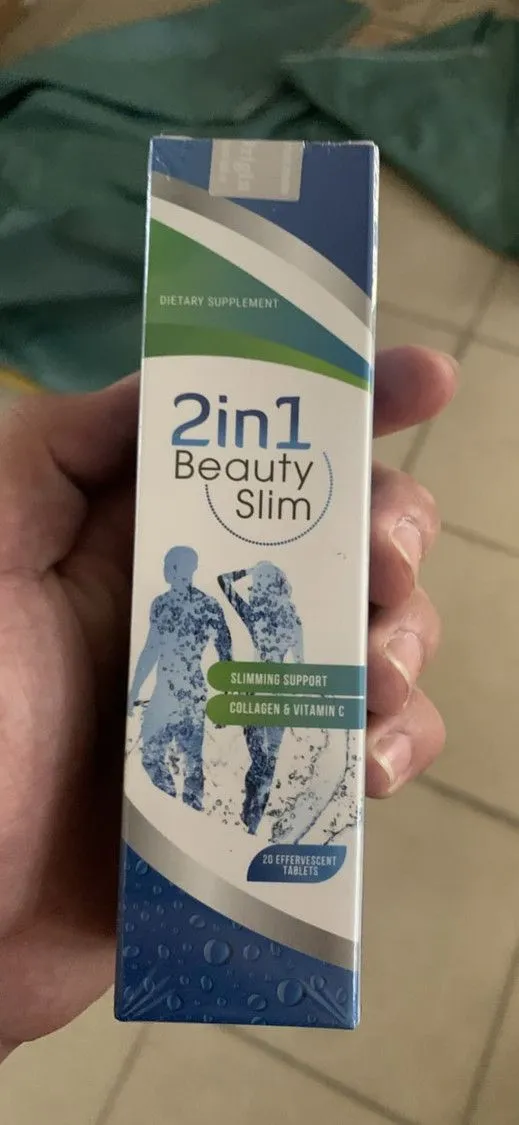 DIETARY SUPPLEMENT
2in1
Beauty
Slim
SLIMMING SUPPORT
COLLAGEN & VITAMIN C
20 EFFERVESCENT
TABLETS